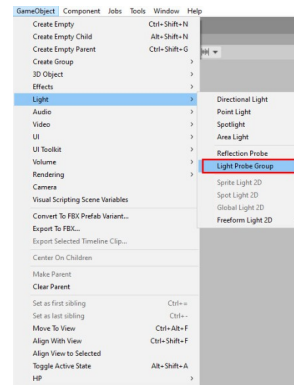 GameObject Component Jobs Tools Window Help
Create Empty Ctrl+Shift+N
Create Empty Child Alt+Shift+N
Create Empty Parent Ctrl+Shift+G
Create Group
3D Object
Effects
Light
Audio
Video
UI
UI Toolkit
Volume
Rendering
Camera
Visual Scripting Scene Variables
Convert To FBX Prefab Variant...
Export To FBX...
Export Selected Timeline Clip...
Center On Children
Make Parent
Clear Parent
Set as first sibling Ctrl+=
Set as last sibling Ctrl+-
Move To View Ctrl+Alt+F
Align With View Ctrl+Shift+F
Align View to Selected
Toggle Active State Alt+Shift+A
HP
Directional Light
Point Light
Spotlight
Area Light
Reflection Probe
Light Probe Group
Sprite Light 2D
Spot Light 2D
Global Light 2D
Freeform Light 2D